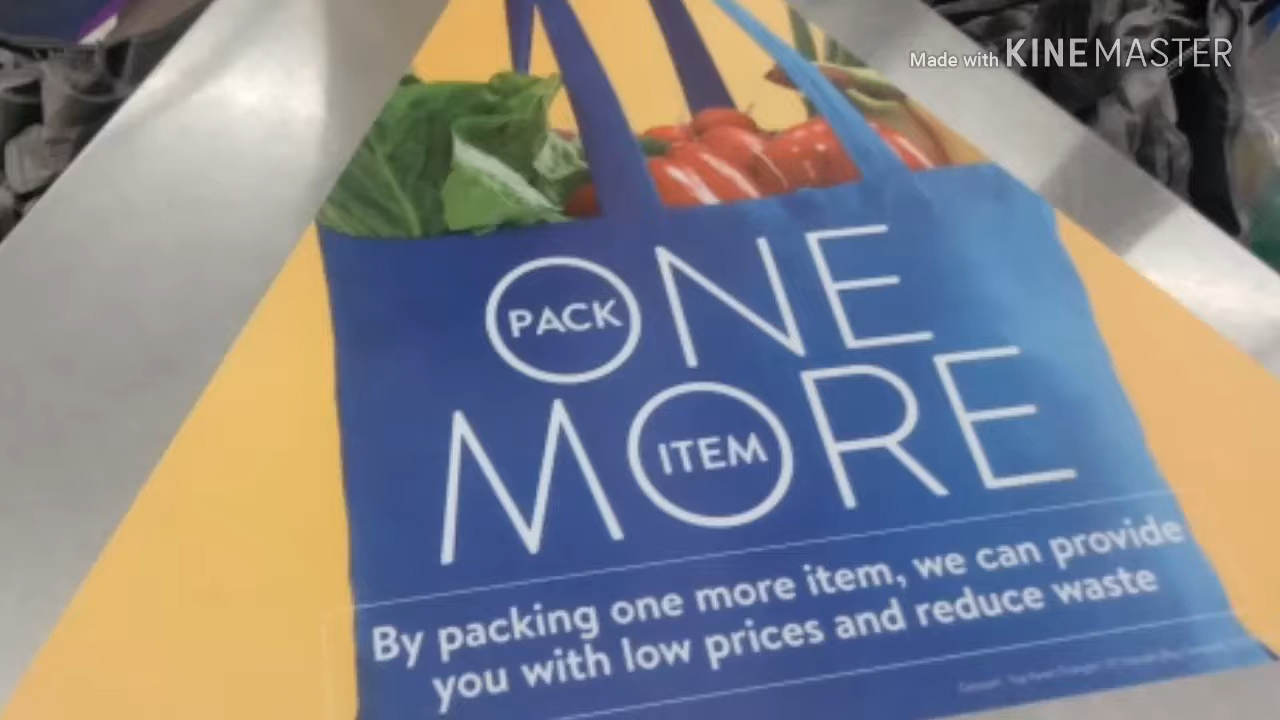 Made with KINEMASTER
PACK
ONE
MORE
ITEM
By packing one more item, we can provide
you with low prices and reduce waste